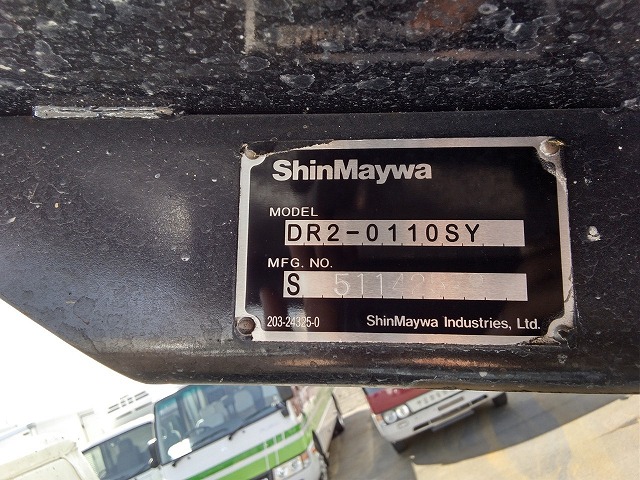 ShinMaywa
MODEL
DR2-0110SY
MFG. NO.
S
203-24325-0
ShinMaywa Industries, Ltd.